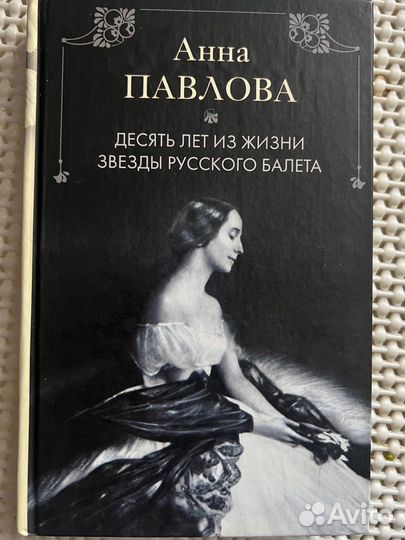 Анна
ПАВЛОВА
ДЕСЯТЬ ЛЕТ ИЗ ЖИЗНИ
ЗВЕЗДЫ РУССКОГО БАЛЕТА
Avito